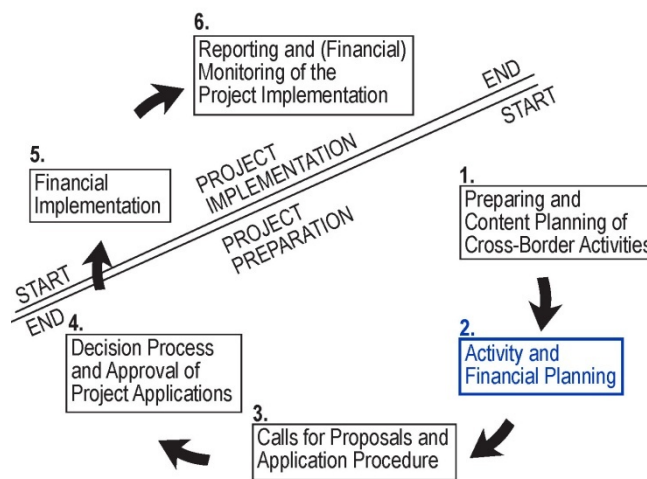 6.
Reporting and (Financial)
Monitoring of the
Project Implementation
END
START
5.
Financial
Implementation
PROJECT
IMPLEMENTATION
PROJECT
PREPARATION
1.
Preparing and
Content Planning of
Cross-Border Activities
START
END
4.
Decision Process
and Approval of
Project Applications
2.
Activity and
Financial Planning
3.
Calls for Proposals and
Application Procedure